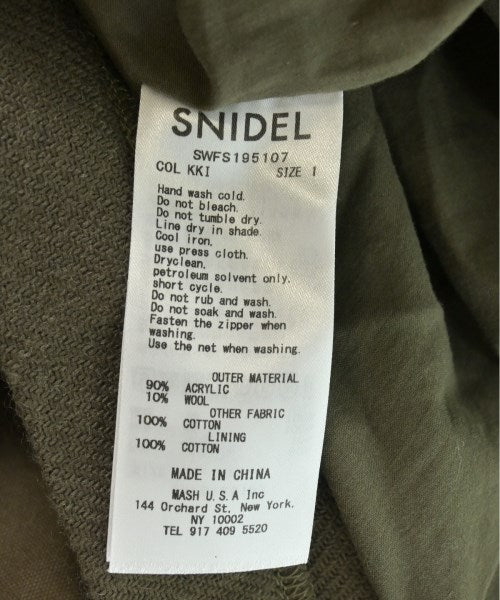 SNIDEL
SWFS195107
COL KKI SIZE 1
Hand wash cold.
Do not bleach.
Do not tumble dry.
Line dry in shade.
Cool iron.
use press cloth.
Dryclean.
petroleum solvent only.
short cycle.
Do not rub and wash.
Do not soak and wash.
Fasten the zipper when
washing.
Use the net when washing.
OUTER MATERIAL
90% ACRYLIC
10% WOOL
OTHER FABRIC
100% COTTON
LINING
100% COTTON
MADE IN CHINA
MASH U.S.A Inc
144 Orchard St, New York.
NY 10002
TEL 917 409 5520